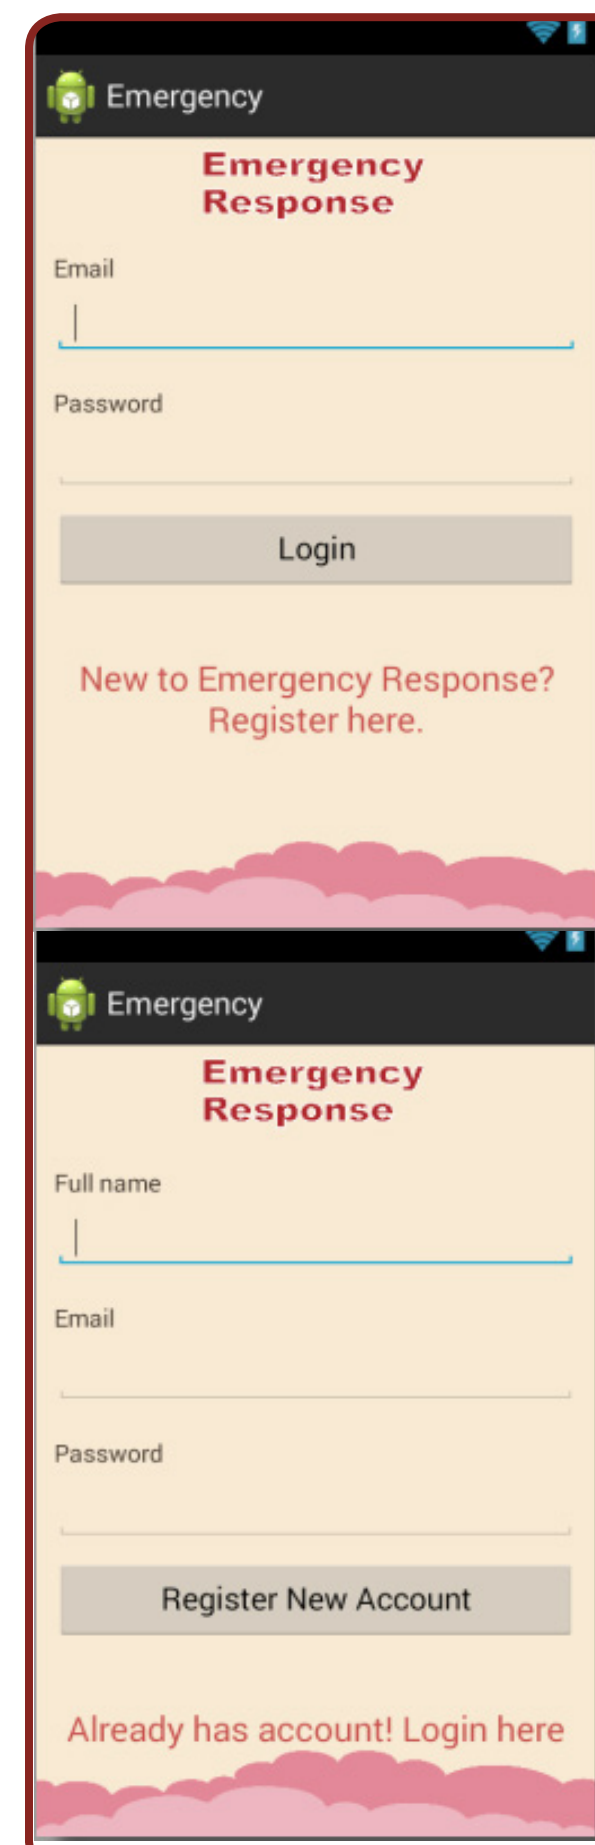 Emergency
Emergency
Response
Email
Password
Login
New to Emergency Response?
Register here.
Emergency
Emergency
Response
Full name
Email
Password
Register New Account
Already has account! Login here